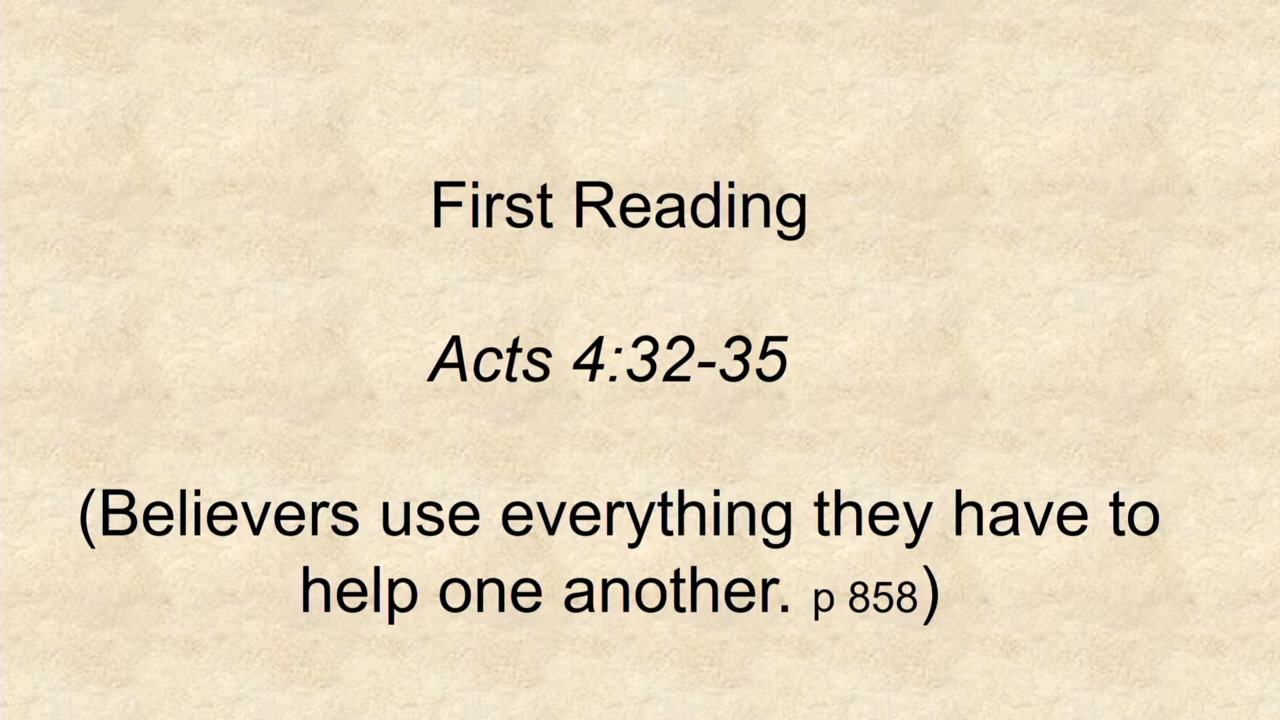 First Reading
Acts 4:32-35
(Believers use everything they have to
help one another. p 858)